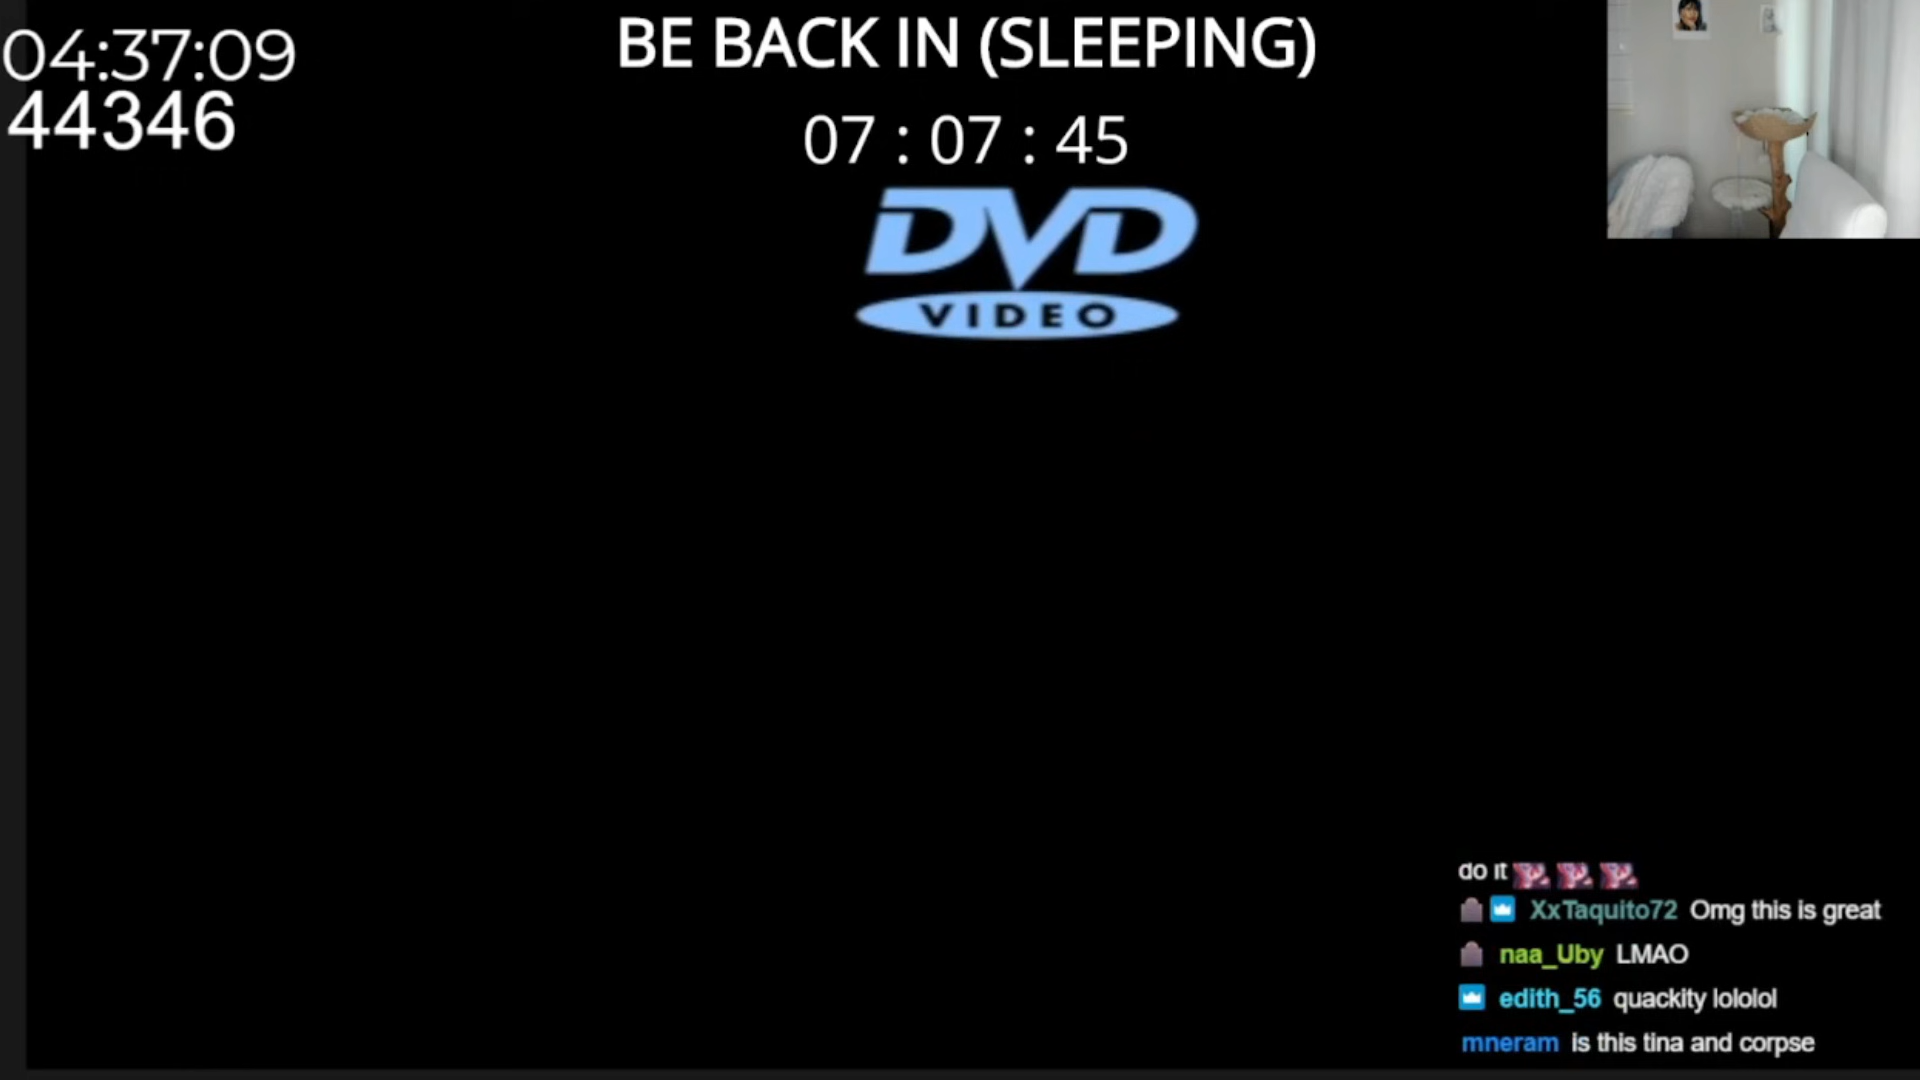 04:37:09
44346
BE BACK IN (SLEEPING)
07 : 07 : 45
DVD
VIDEO
do it
XxTaquito72 Omg this is great
naa_Uby LMAO
edith_56 quackity lololol
mneram is this tina and corpse